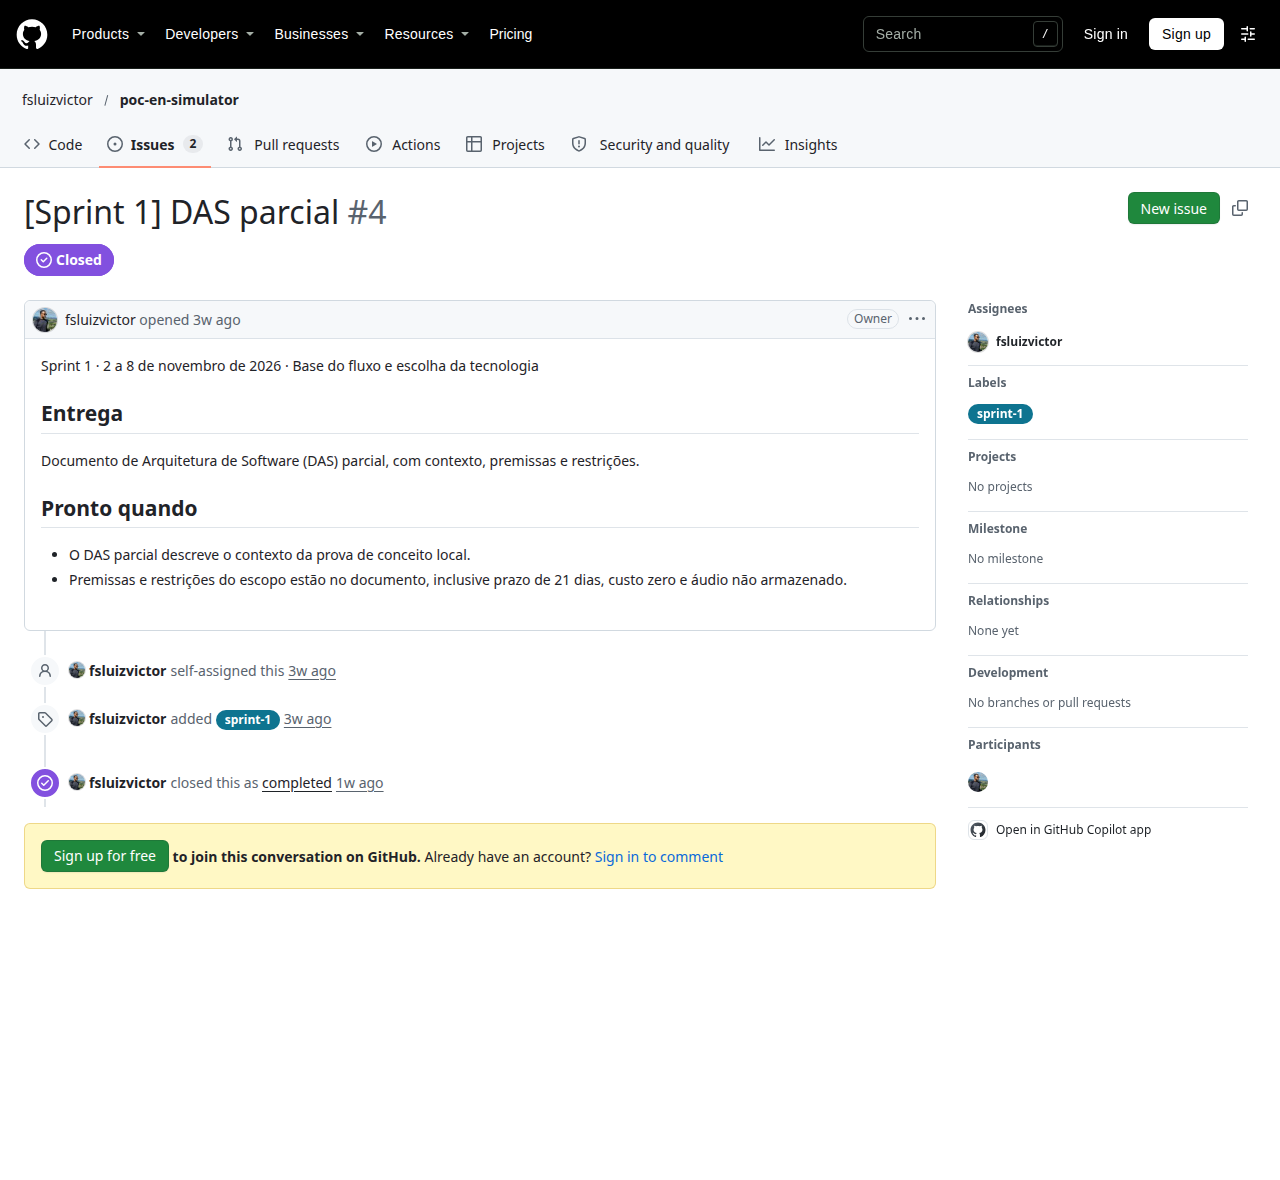 Products Developers Businesses Resources Pricing Search / Sign in Sign up
fsluizvictor / poc-en-simulator
Code Issues 2 Pull requests Actions Projects Security and quality Insights
[Sprint 1] DAS parcial #4
New issue
Closed
fsluizvictor opened 3w ago
Owner
Sprint 1 · 2 a 8 de novembro de 2026 · Base do fluxo e escolha da tecnologia
Entrega
Documento de Arquitetura de Software (DAS) parcial, com contexto, premissas e restrições.
Pronto quando
• O DAS parcial descreve o contexto da prova de conceito local.
• Premissas e restrições do escopo estão no documento, inclusive prazo de 21 dias, custo zero e áudio não armazenado.
fsluizvictor self-assigned this 3w ago
fsluizvictor added sprint-1 3w ago
fsluizvictor closed this as completed 1w ago
Sign up for free to join this conversation on GitHub. Already have an account? Sign in to comment
Assignees
fsluizvictor
Labels
sprint-1
Projects
No projects
Milestone
No milestone
Relationships
None yet
Development
No branches or pull requests
Participants
Open in GitHub Copilot app